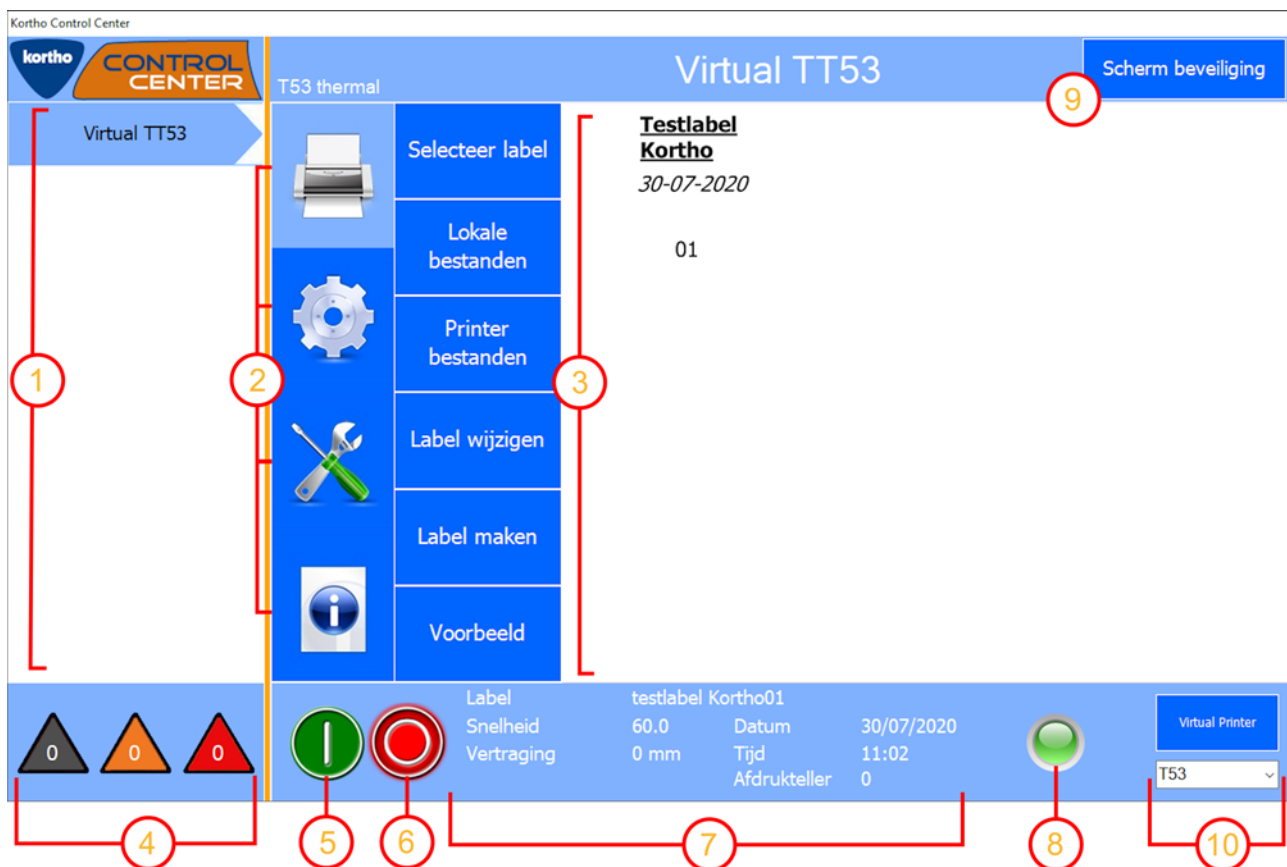 Kortho Control Center
kortho
CONTROL
CENTER
T53 thermal
Virtual TT53
Scherm beveiliging
9
Virtual TT53
Selecteer label
Lokale
bestanden
Printer
bestanden
Label wijzigen
Label maken
Voorbeeld
Testlabel
Kortho
30-07-2020
01
1
2
3
0
0
0
Label testlabel Kortho01
Snelheid 60.0 Datum 30/07/2020
Vertraging 0 mm Tijd 11:02
Afdrukteller 0
Virtual Printer
T53
4
5
6
7
8
10